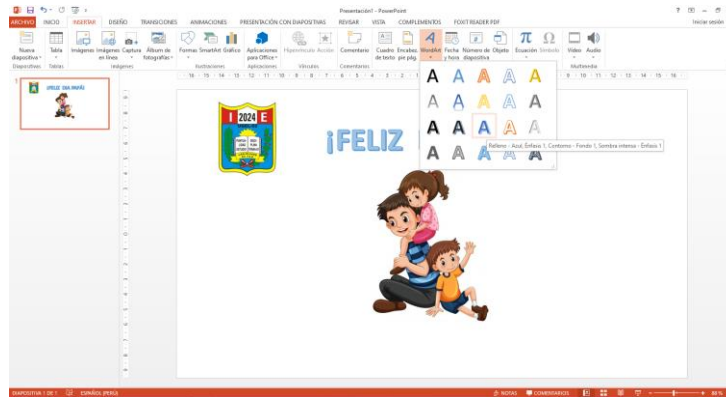 Presentación1 - PowerPoint
ARCHIVO INICIO INSERTAR DISEÑO TRANSICIONES ANIMACIONES PRESENTACIÓN CON DIAPOSITIVAS REVISAR VISTA COMPLEMENTOS FOXIT READER PDF Iniciar sesión
Nueva diapositiva Tabla Imágenes Imágenes en línea Captura Álbum de fotografías Formas SmartArt Gráfico Aplicaciones para Office Hipervínculo Acción Comentario Cuadro de texto Encabez. pie pág. WordArt Fecha y hora Número de diapositiva Objeto Ecuación Símbolo Vídeo Audio
Diapositivas Tablas Imágenes Ilustraciones Aplicaciones Vínculos Comentarios Multimedia
1
¡FELIZ DIA PAPÁ!
I 2024 E
¡FELIZ
A A A A A
A A A A A
A A A A A
Relleno - Azul, Énfasis 1, Contorno - Fondo 1, Sombra intensa - Énfasis 1
A A A A A
DIAPOSITIVA 1 DE 1 ESPAÑOL (PERÚ) NOTAS COMENTARIOS